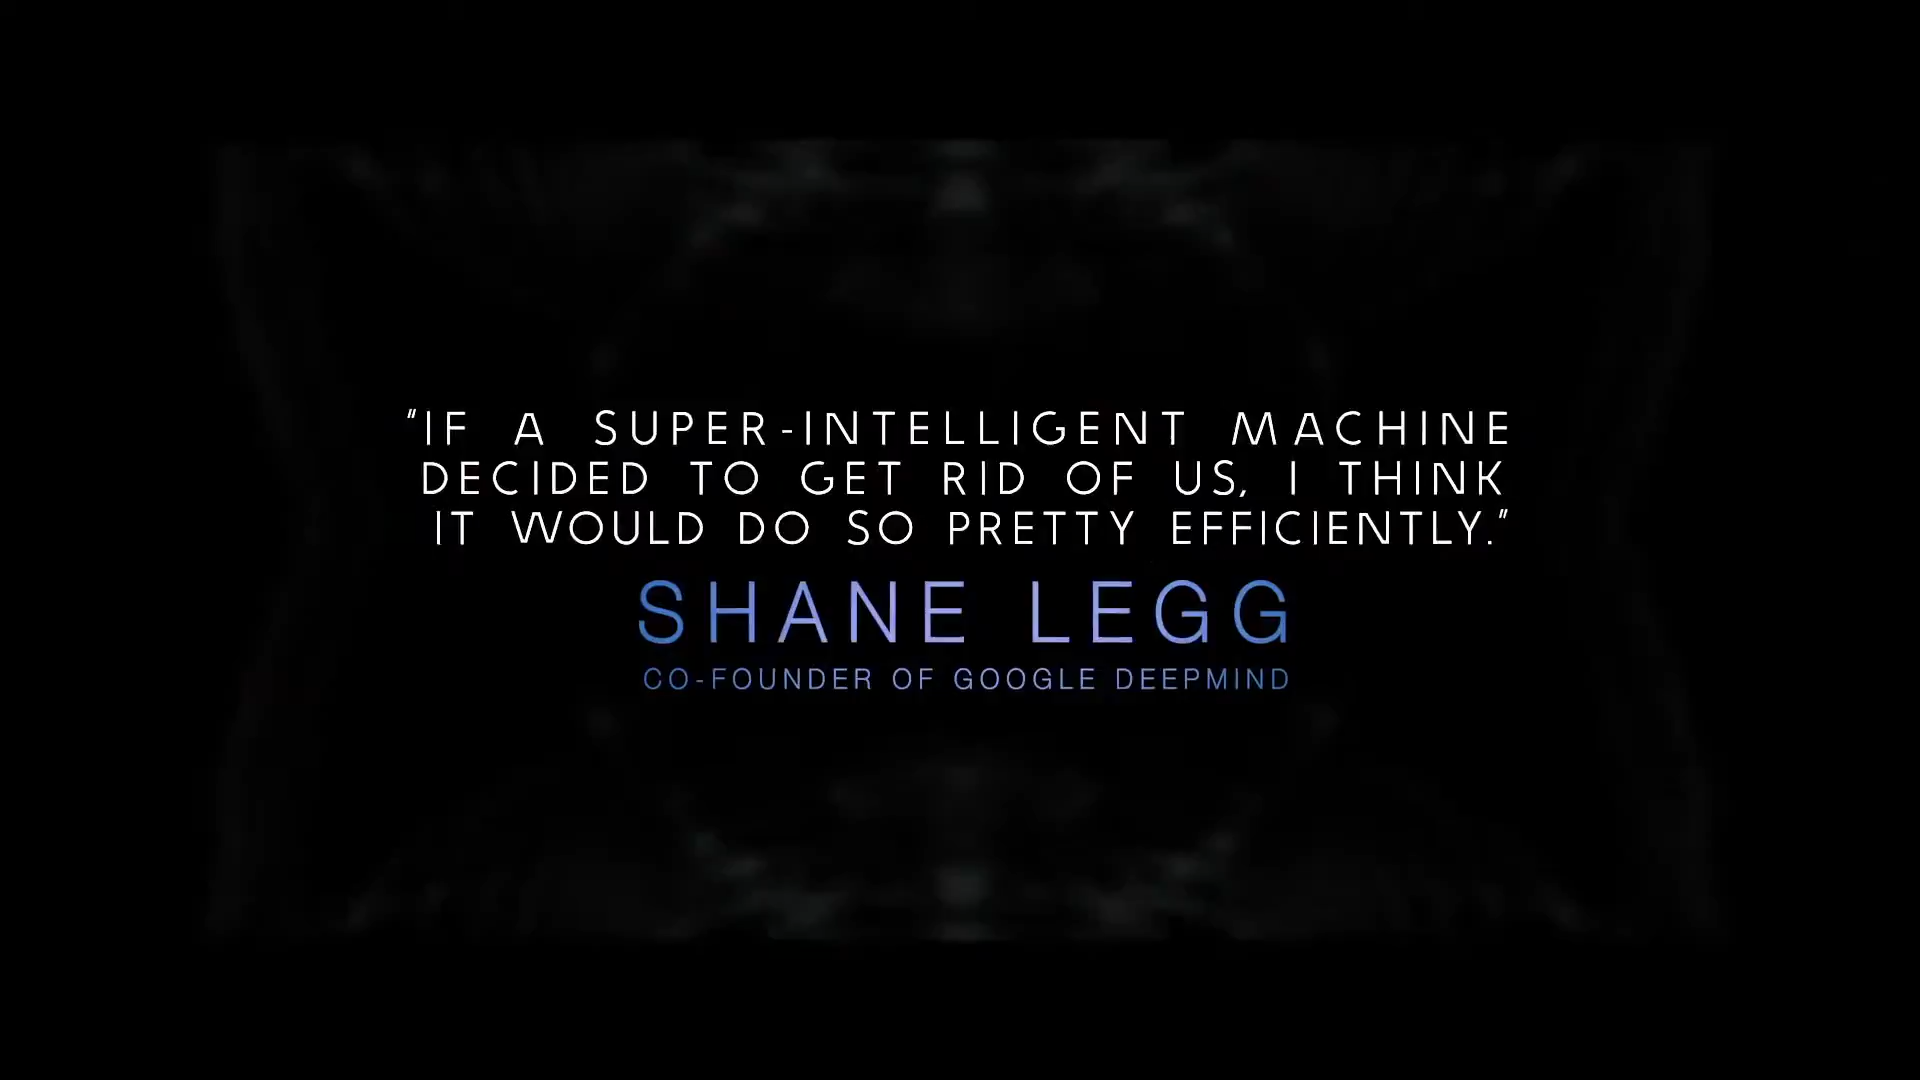 "IF A SUPER-INTELLIGENT MACHINE
DECIDED TO GET RID OF US, I THINK
IT WOULD DO SO PRETTY EFFICIENTLY."
SHANE LEGG
CO-FOUNDER OF GOOGLE DEEPMIND